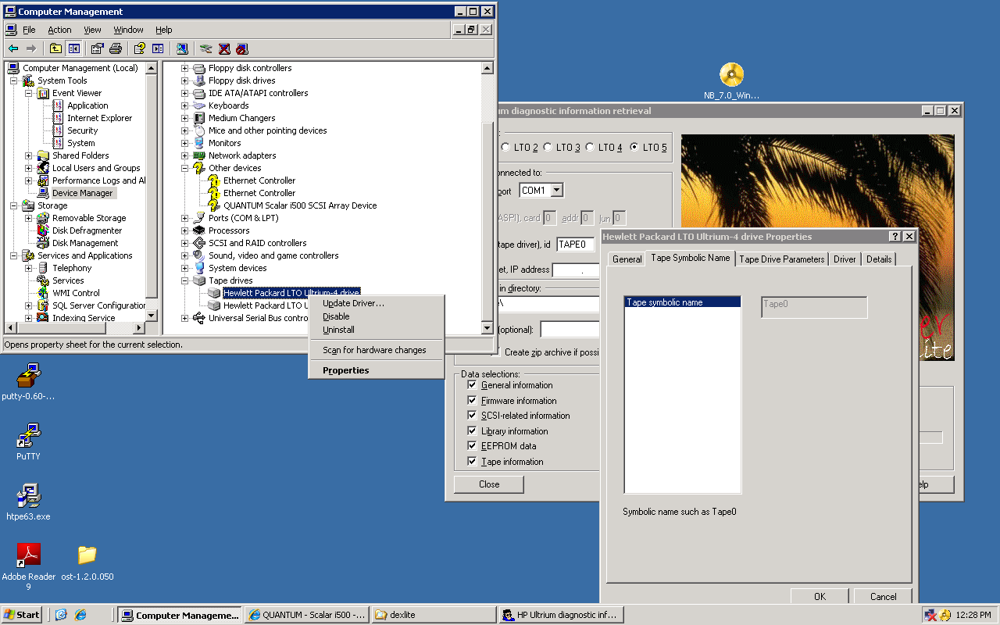 Computer Management
File Action View Window Help
Computer Management (Local)
System Tools
Event Viewer
Application
Internet Explorer
Security
System
Shared Folders
Local Users and Groups
Performance Logs and Al
Device Manager
Storage
Removable Storage
Disk Defragmenter
Disk Management
Services and Applications
Telephony
Services
WMI Control
SQL Server Configuration
Indexing Service
Floppy disk controllers
Floppy disk drives
IDE ATA/ATAPI controllers
Keyboards
Medium Changers
Mice and other pointing devices
Monitors
Network adapters
Other devices
Ethernet Controller
Ethernet Controller
QUANTUM Scalar i500 SCSI Array Device
Ports (COM & LPT)
Processors
SCSI and RAID controllers
Sound, video and game controllers
System devices
Tape drives
Hewlett Packard LTO Ultrium-4 drive
Hewlett Packard LTO U
Universal Serial Bus contro
Opens property sheet for the current selection.
Update Driver...
Disable
Uninstall
Scan for hardware changes
Properties
NB_7.0_Win...
um diagnostic information retrieval
LTO 2 LTO 3 LTO 4 LTO 5
onnected to:
port COM1
ASPI), card 0 addr 0 lun 0
tape driver), id TAPE0
et, IP address .
in directory:
:\
(optional):
Create zip archive if possi
Data selections:
General information
Firmware information
SCSI-related information
Library information
EEPROM data
Tape information
Close
elp
er
ite
Hewlett Packard LTO Ultrium-4 drive Properties
General Tape Symbolic Name Tape Drive Parameters Driver Details
Tape symbolic name
Tape0
Symbolic name such as Tape0
OK Cancel
putty-0.60-...
PuTTY
htpe63.exe
Adobe Reader
9
ost-1.2.0.050
Start Computer Manageme... QUANTUM - Scalar i500 -... dexlite HP Ultrium diagnostic inf... 12:28 PM